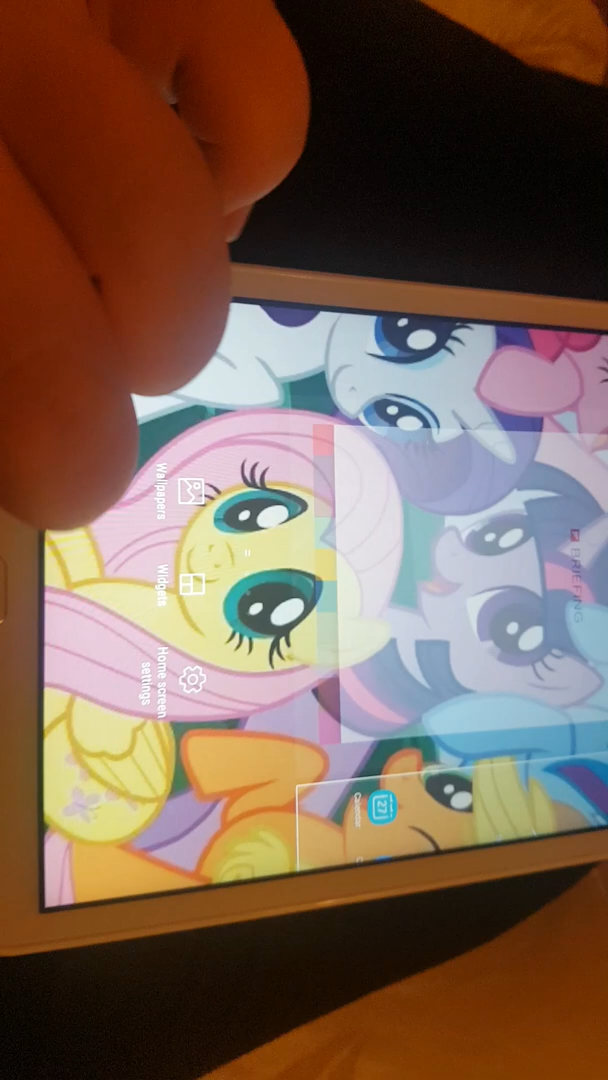 BRIEFING
27
Calendar
C
Wallpapers
Widgets
Home screen
settings